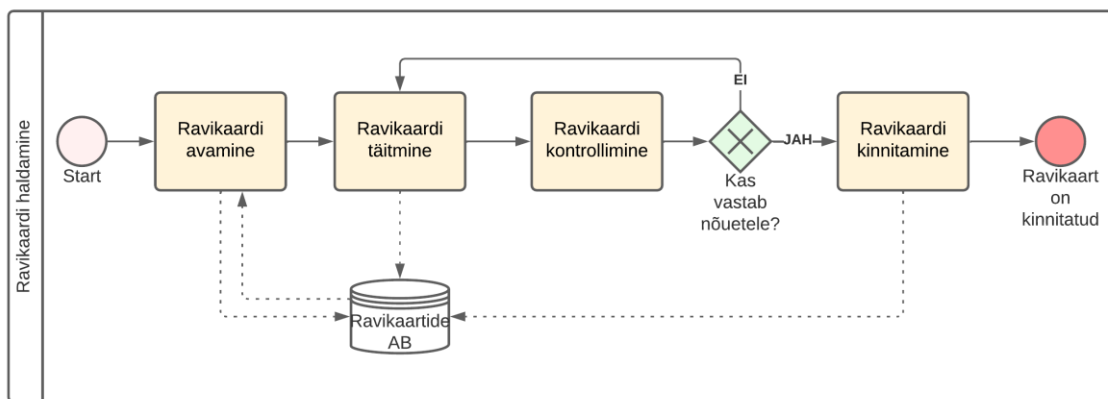 Ravikaardi haldamine
Start
Ravikaardi
avamine
Ravikaardi
täitmine
Ravikaardi
kontrollimine
EI
Kas
vastab
nõuetele?
JAH
Ravikaardi
kinnitamine
Ravikaart
on
kinnitatud
Ravikaartide
AB